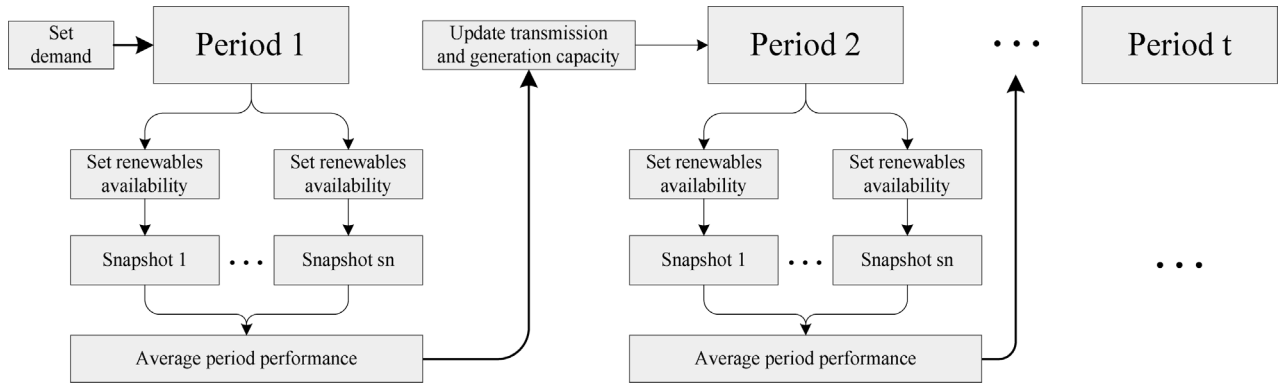 Set
demand
Period 1
Update transmission
and generation capacity
Period 2
• • •
Period t
Set renewables
availability
Set renewables
availability
Set renewables
availability
Set renewables
availability
Snapshot 1
• • •
Snapshot sn
Snapshot 1
• • •
Snapshot sn
• • •
Average period performance
Average period performance